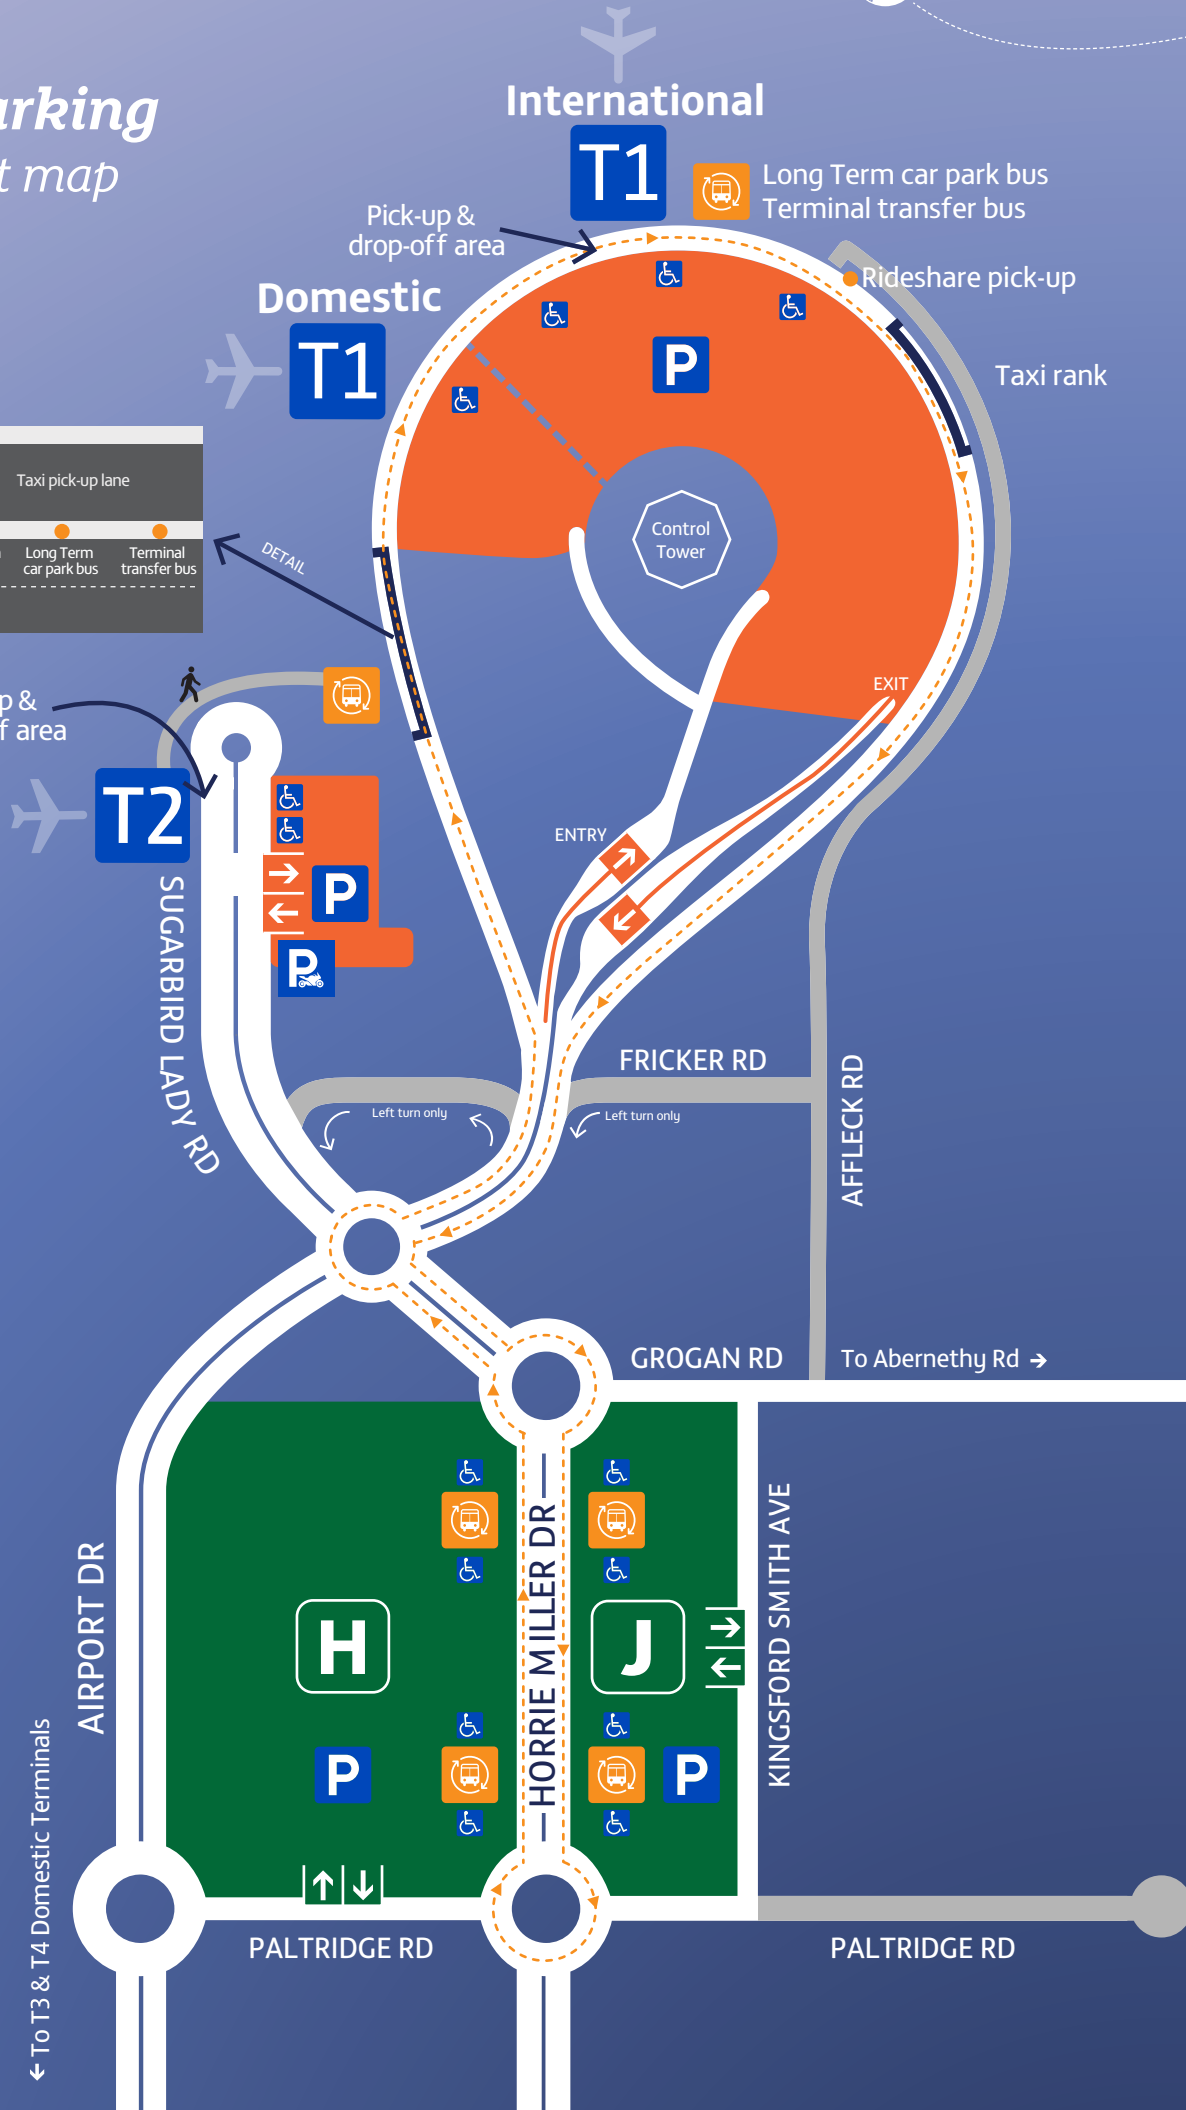 International
T1
Long Term car park bus
Terminal transfer bus
arking
t map
Pick-up &
drop-off area
Rideshare pick-up
Domestic
T1
P
Taxi rank
Taxi pick-up lane
Long Term
car park bus
Terminal
transfer bus
DETAIL
Control
Tower
EXIT
p &
f area
T2
ENTRY
P
P
SUGARBIRD LADY RD
FRICKER RD
Left turn only
Left turn only
AFFLECK RD
GROGAN RD
To Abernethy Rd →
AIRPORT DR
HORRIE MILLER DR
KINGSFORD SMITH AVE
H
J
P
P
← To T3 & T4 Domestic Terminals
PALTRIDGE RD
PALTRIDGE RD